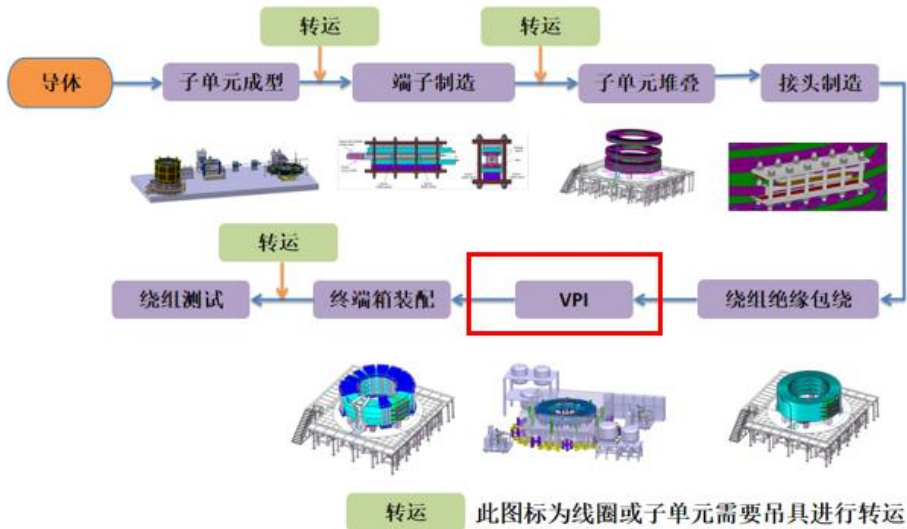 转运
转运
导体
子单元成型
端子制造
子单元堆叠
接头制造
转运
绕组测试
终端箱装配
VPI
绕组绝缘包绕
转运
此图标为线圈或子单元需要吊具进行转运